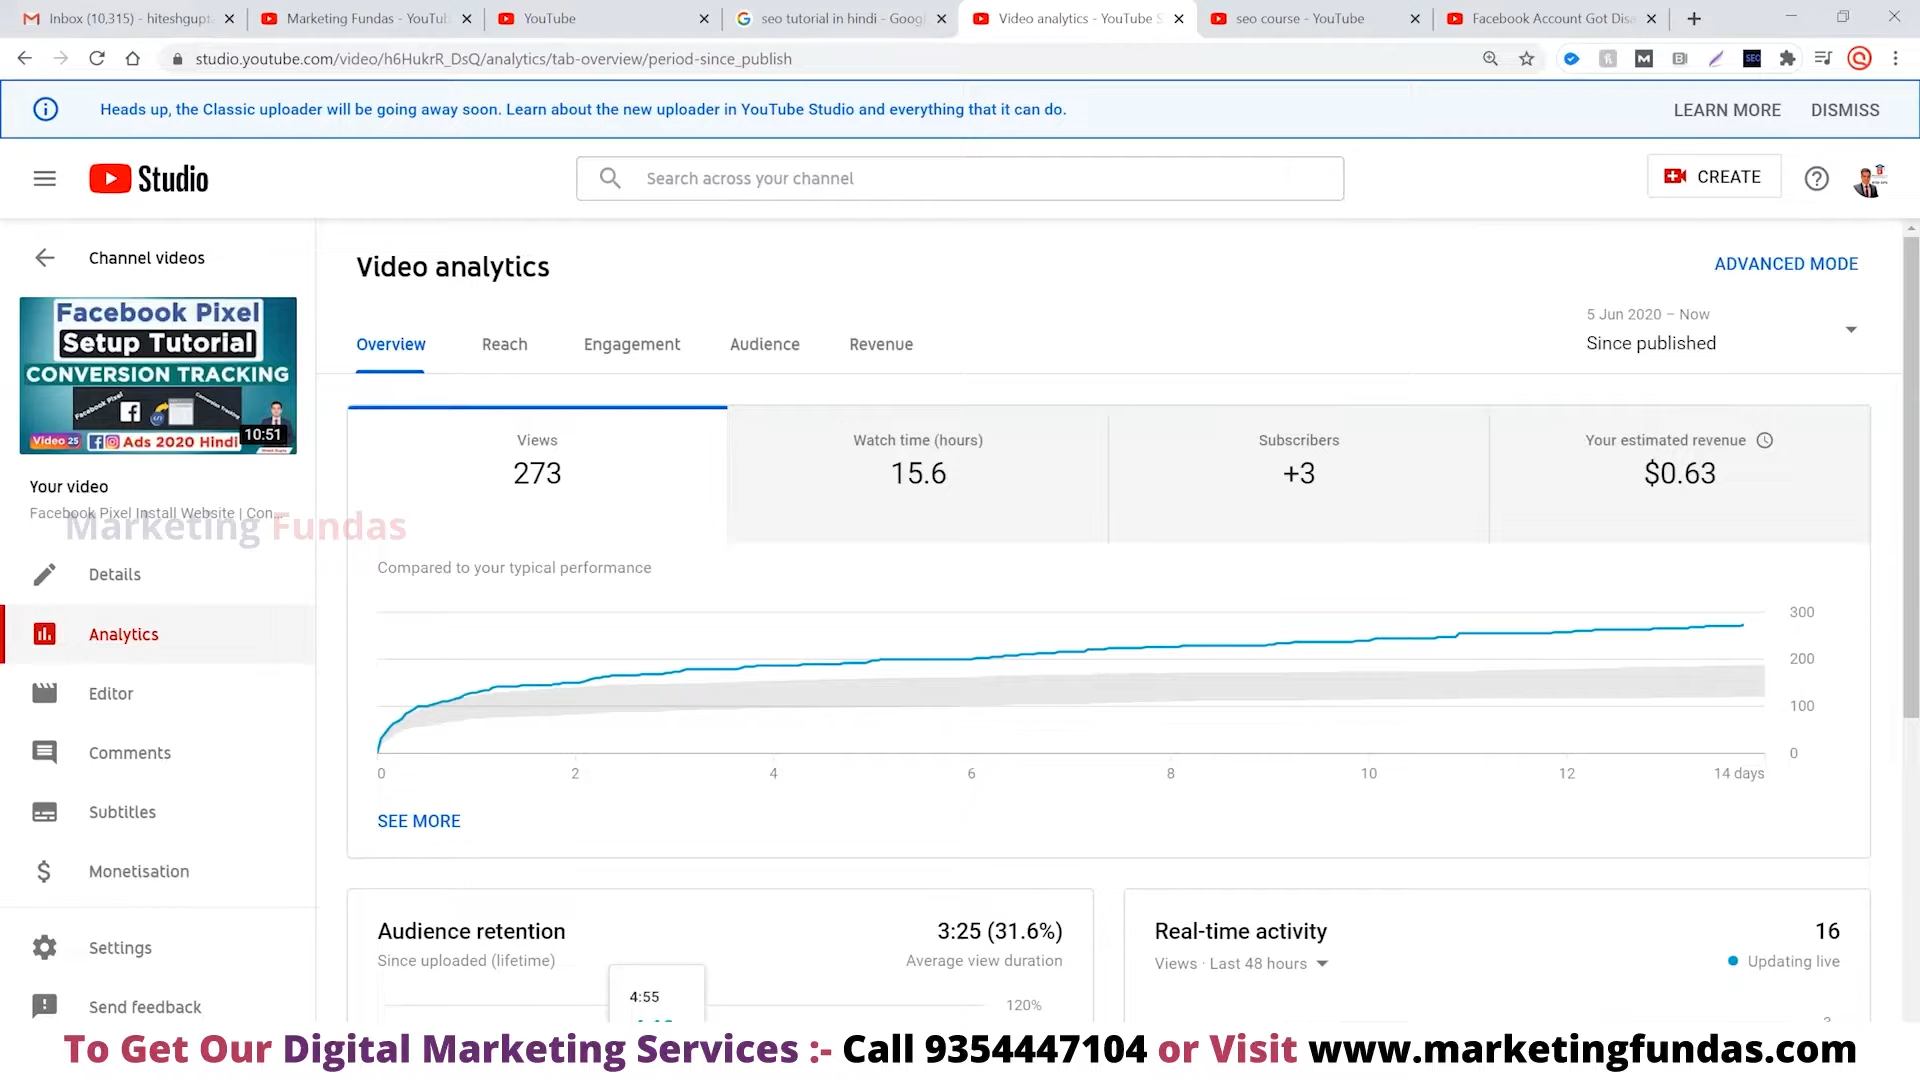 Inbox (10,315) - hiteshgupt
Marketing Fundas - YouTub
YouTube
seo tutorial in hindi - Googl
Video analytics - YouTube S
seo course - YouTube
Facebook Account Got Disa
studio.youtube.com/video/h6HukrR_DsQ/analytics/tab-overview/period-since_publish
Heads up, the Classic uploader will be going away soon. Learn about the new uploader in YouTube Studio and everything that it can do.
LEARN MORE
DISMISS
Studio
Search across your channel
CREATE
Channel videos
Facebook Pixel
Setup Tutorial
CONVERSION TRACKING
Facebook Pixel
Conversion Tracking
Video 25
Ads 2020 Hindi
10:51
Your video
Facebook Pixel Install Website | Con...
Marketing Fundas
Details
Analytics
Editor
Comments
Subtitles
Monetisation
Settings
Send feedback
Video analytics
ADVANCED MODE
Overview
Reach
Engagement
Audience
Revenue
5 Jun 2020 – Now
Since published
Views
273
Watch time (hours)
15.6
Subscribers
+3
Your estimated revenue
$0.63
Compared to your typical performance
300
200
100
0
0 2 4 6 8 10 12 14 days
SEE MORE
Audience retention
3:25 (31.6%)
Since uploaded (lifetime)
Average view duration
4:55
120%
Real-time activity
16
Views · Last 48 hours
Updating live
To Get Our Digital Marketing Services :- Call 9354447104 or Visit www.marketingfundas.com